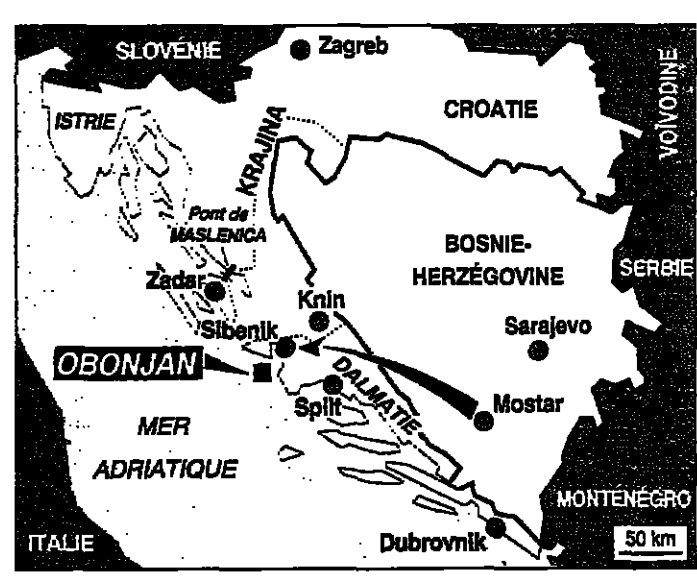 SLOVÉNIE
Zagreb
VOÏVODINE
ISTRIE
CROATIE
KRAJINA
Pont de
MASLENICA
BOSNIE-
HERZÉGOVINE
SERBIE
Zadar
Knin
Sibenik
Sarajevo
OBONJAN
DALMATIE
Split
Mostar
MER
ADRIATIQUE
MONTÉNÉGRO
ITALIE
Dubrovnik
50 km